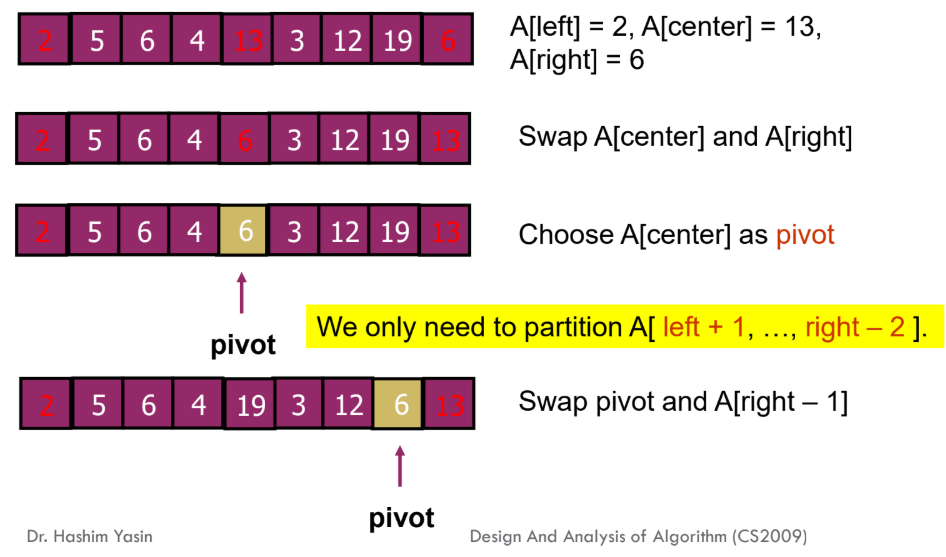 2 5 6 4 13 3 12 19 6
A[left] = 2, A[center] = 13,
A[right] = 6
2 5 6 4 6 3 12 19 13
Swap A[center] and A[right]
2 5 6 4 6 3 12 19 13
Choose A[center] as pivot
pivot
We only need to partition A[ left + 1, …, right – 2 ].
2 5 6 4 19 3 12 6 13
Swap pivot and A[right – 1]
pivot
Dr. Hashim Yasin
Design And Analysis of Algorithm (CS2009)